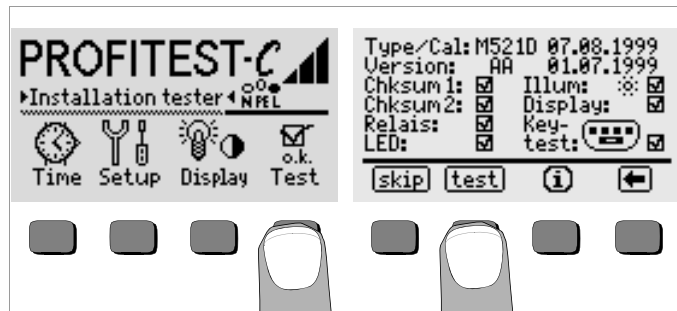 PROFITEST-C
Installation tester
N PE L
Time Setup Display Test
o.k.
Type/Cal: M521D 07.08.1999
Version: AA 01.07.1999
Chksum 1: Illum:
Chksum 2: Display:
Relais: Key-
LED: test:
skip test i